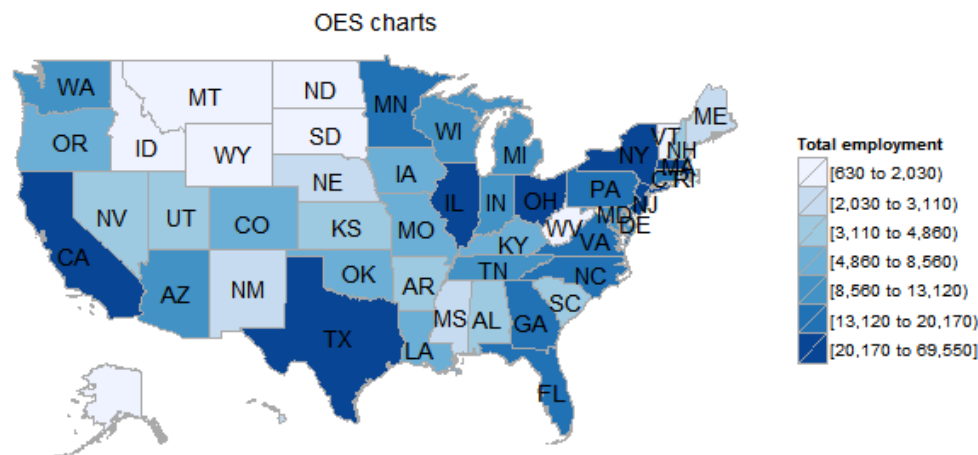 OES charts
WA
MT
ND
MN
ME
OR
ID
SD
WI
VT
NH
WY
MI
NY
MA
CT
RI
NE
IA
PA
NV
UT
CO
IL
IN
OH
NJ
KS
MO
WV
MD
DE
CA
KY
VA
AZ
NM
OK
TN
NC
AR
SC
TX
MS
AL
GA
LA
FL
Total employment
[630 to 2,030)
[2,030 to 3,110)
[3,110 to 4,860)
[4,860 to 8,560)
[8,560 to 13,120)
[13,120 to 20,170)
[20,170 to 69,550]